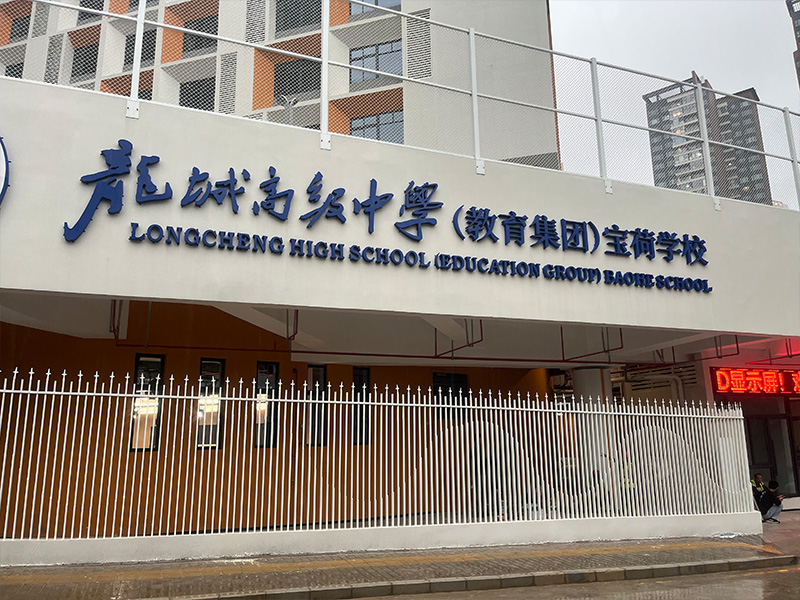 龍城高级中學（教育集团）宝荷学校
LONGCHENG HIGH SCHOOL (EDUCATION GROUP) BAOHE SCHOOL
D显示屏！